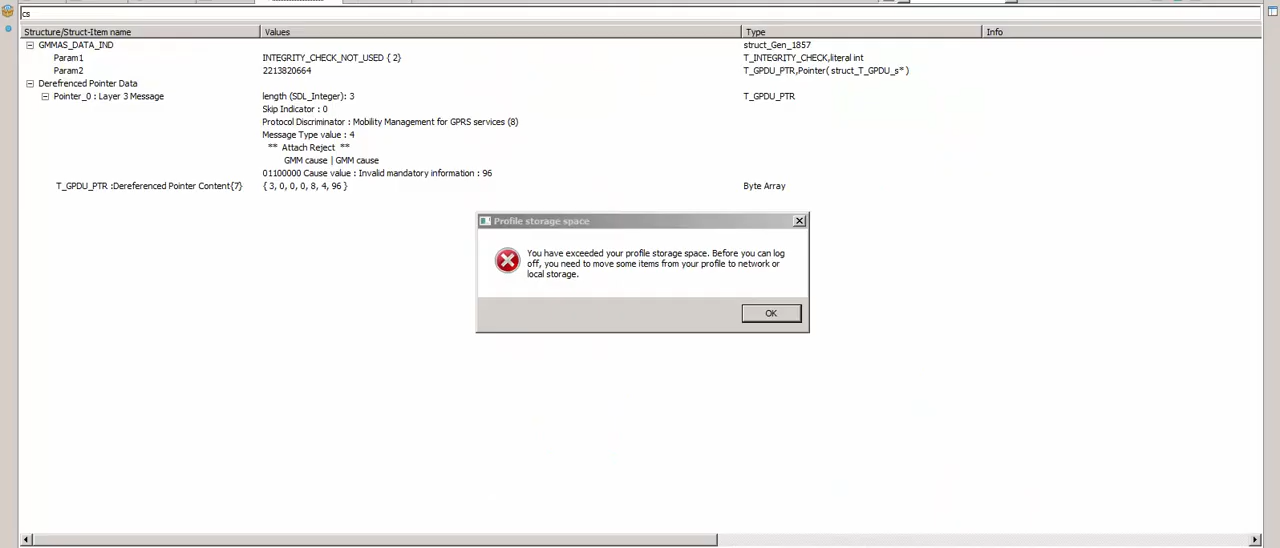 cs
Structure/Struct-Item name Values Type Info
GMMAS_DATA_IND struct_Gen_1857
Param1 INTEGRITY_CHECK_NOT_USED { 2} T_INTEGRITY_CHECK,literal int
Param2 2213820664 T_GPDU_PTR,Pointer( struct_T_GPDU_s* )
Derefrenced Pointer Data
Pointer_0 : Layer 3 Message length (SDL_Integer): 3 T_GPDU_PTR
Skip Indicator : 0
Protocol Discriminator : Mobility Management for GPRS services (8)
Message Type value : 4
** Attach Reject **
GMM cause | GMM cause
01100000 Cause value : Invalid mandatory information : 96
T_GPDU_PTR :Dereferenced Pointer Content{7} { 3, 0, 0, 0, 8, 4, 96 } Byte Array
Profile storage space
You have exceeded your profile storage space. Before you can log
off, you need to move some items from your profile to network or
local storage.
OK